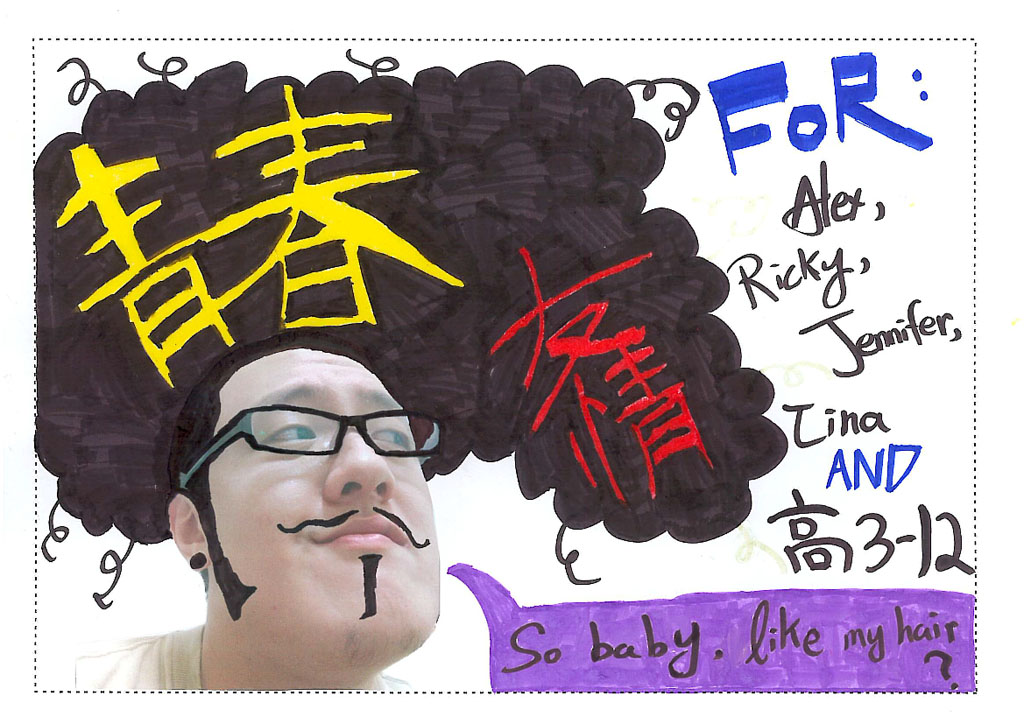 青春
友情
FoR:
Alex,
Ricky,
Jennifer,
Tina
AND
高3-12
So baby. like my hair
?